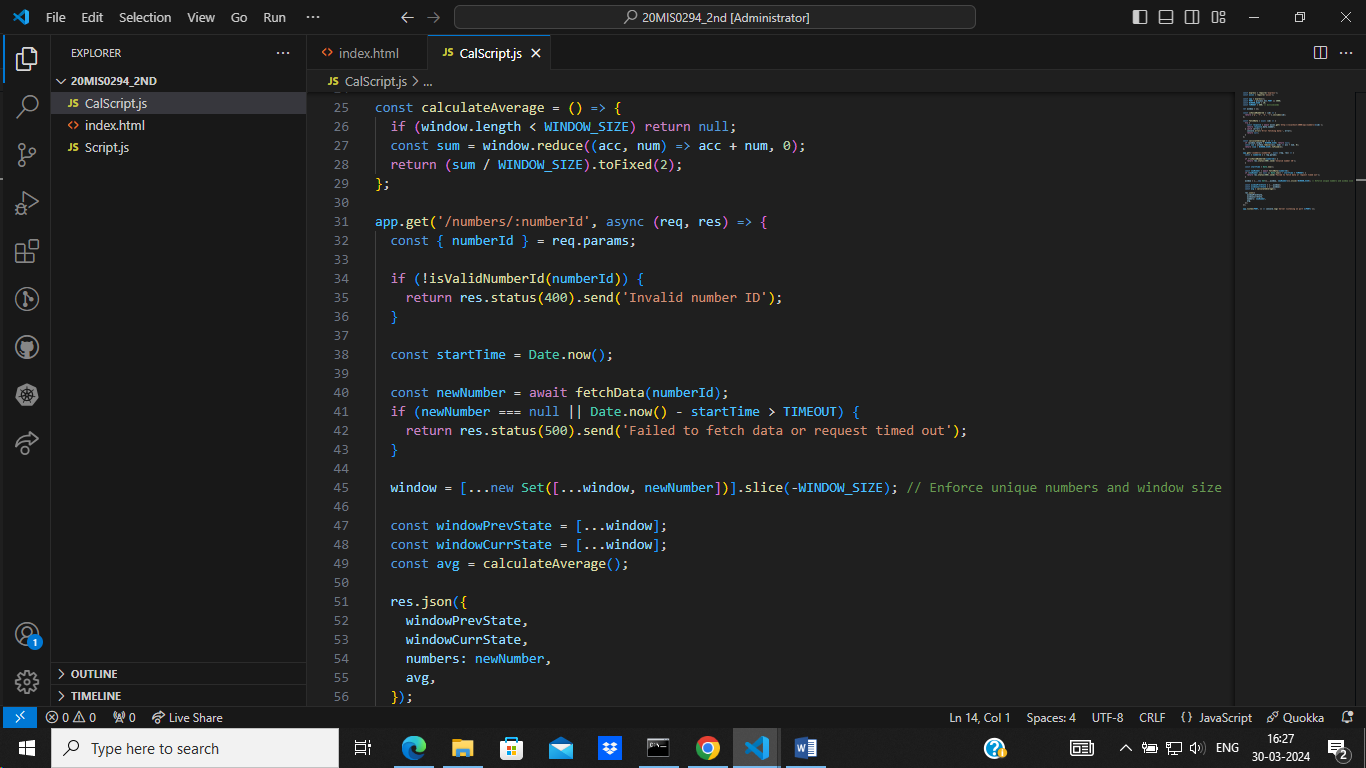 File Edit Selection View Go Run ···
20MIS0294_2nd [Administrator]
EXPLORER ···
20MIS0294_2ND
JS CalScript.js
<> index.html
JS Script.js
OUTLINE
TIMELINE
<> index.html
JS CalScript.js ×
JS CalScript.js > ...
25 const calculateAverage = () => {
26 if (window.length < WINDOW_SIZE) return null;
27 const sum = window.reduce((acc, num) => acc + num, 0);
28 return (sum / WINDOW_SIZE).toFixed(2);
29 };
30
31 app.get('/numbers/:numberId', async (req, res) => {
32 const { numberId } = req.params;
33
34 if (!isValidNumberId(numberId)) {
35 return res.status(400).send('Invalid number ID');
36 }
37
38 const startTime = Date.now();
39
40 const newNumber = await fetchData(numberId);
41 if (newNumber === null || Date.now() - startTime > TIMEOUT) {
42 return res.status(500).send('Failed to fetch data or request timed out');
43 }
44
45 window = [...new Set([...window, newNumber])].slice(-WINDOW_SIZE); // Enforce unique numbers and window size
46
47 const windowPrevState = [...window];
48 const windowCurrState = [...window];
49 const avg = calculateAverage();
50
51 res.json({
52 windowPrevState,
53 windowCurrState,
54 numbers: newNumber,
55 avg,
56 });
1
0 0 0 Live Share
Ln 14, Col 1 Spaces: 4 UTF-8 CRLF {} JavaScript Quokka
Type here to search
ENG
16:27
30-03-2024
2